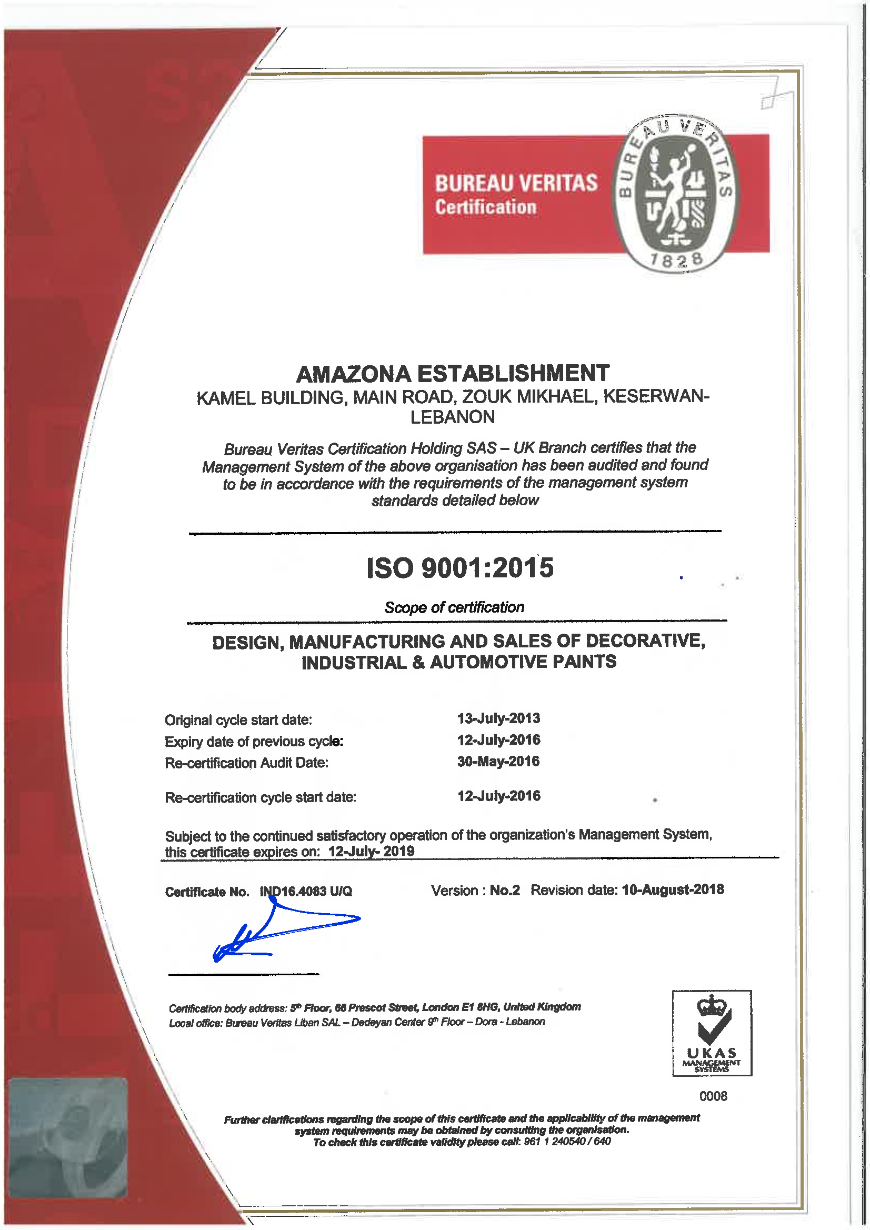 BUREAU VERITAS
Certification
BUREAU VERITAS
1828
AMAZONA ESTABLISHMENT
KAMEL BUILDING, MAIN ROAD, ZOUK MIKHAEL, KESERWAN-
LEBANON
Bureau Veritas Certification Holding SAS – UK Branch certifies that the
Management System of the above organisation has been audited and found
to be in accordance with the requirements of the management system
standards detailed below
ISO 9001:2015
Scope of certification
DESIGN, MANUFACTURING AND SALES OF DECORATIVE,
INDUSTRIAL & AUTOMOTIVE PAINTS
Original cycle start date: 13-July-2013
Expiry date of previous cycle: 12-July-2016
Re-certification Audit Date: 30-May-2016
Re-certification cycle start date: 12-July-2016
Subject to the continued satisfactory operation of the organization's Management System,
this certificate expires on: 12-July- 2019
Certificate No. IND16.4083 U/Q Version : No.2 Revision date: 10-August-2018
Certification body address: 5th Floor, 66 Prescot Street, London E1 8HG, United Kingdom
Local office: Bureau Veritas Liban SAL – Dedeyan Center 9th Floor – Dora - Lebanon
UKAS
MANAGEMENT
SYSTEMS
0008
Further clarifications regarding the scope of this certificate and the applicability of the management
system requirements may be obtained by consulting the organisation.
To check this certificate validity please call: 961 1 240540 / 640